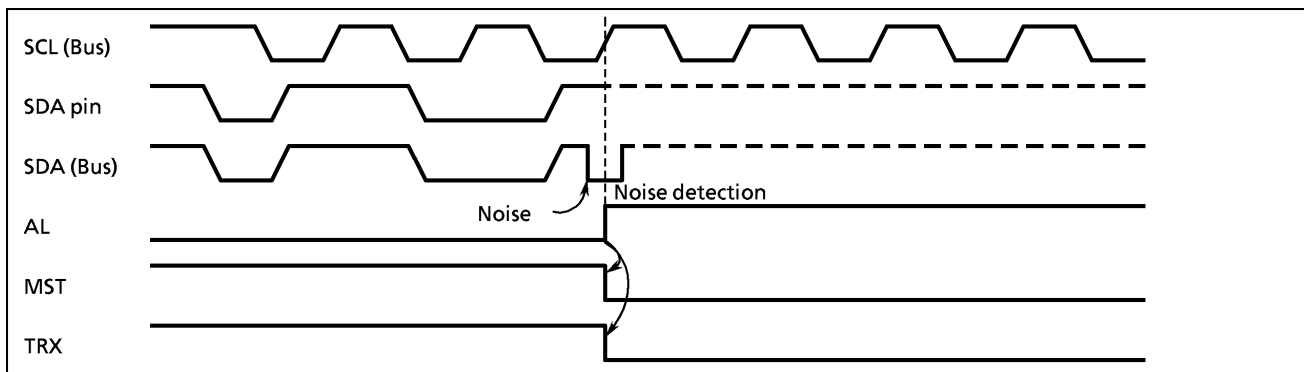 SCL (Bus)
SDA pin
SDA (Bus)
Noise detection
Noise
AL
MST
TRX